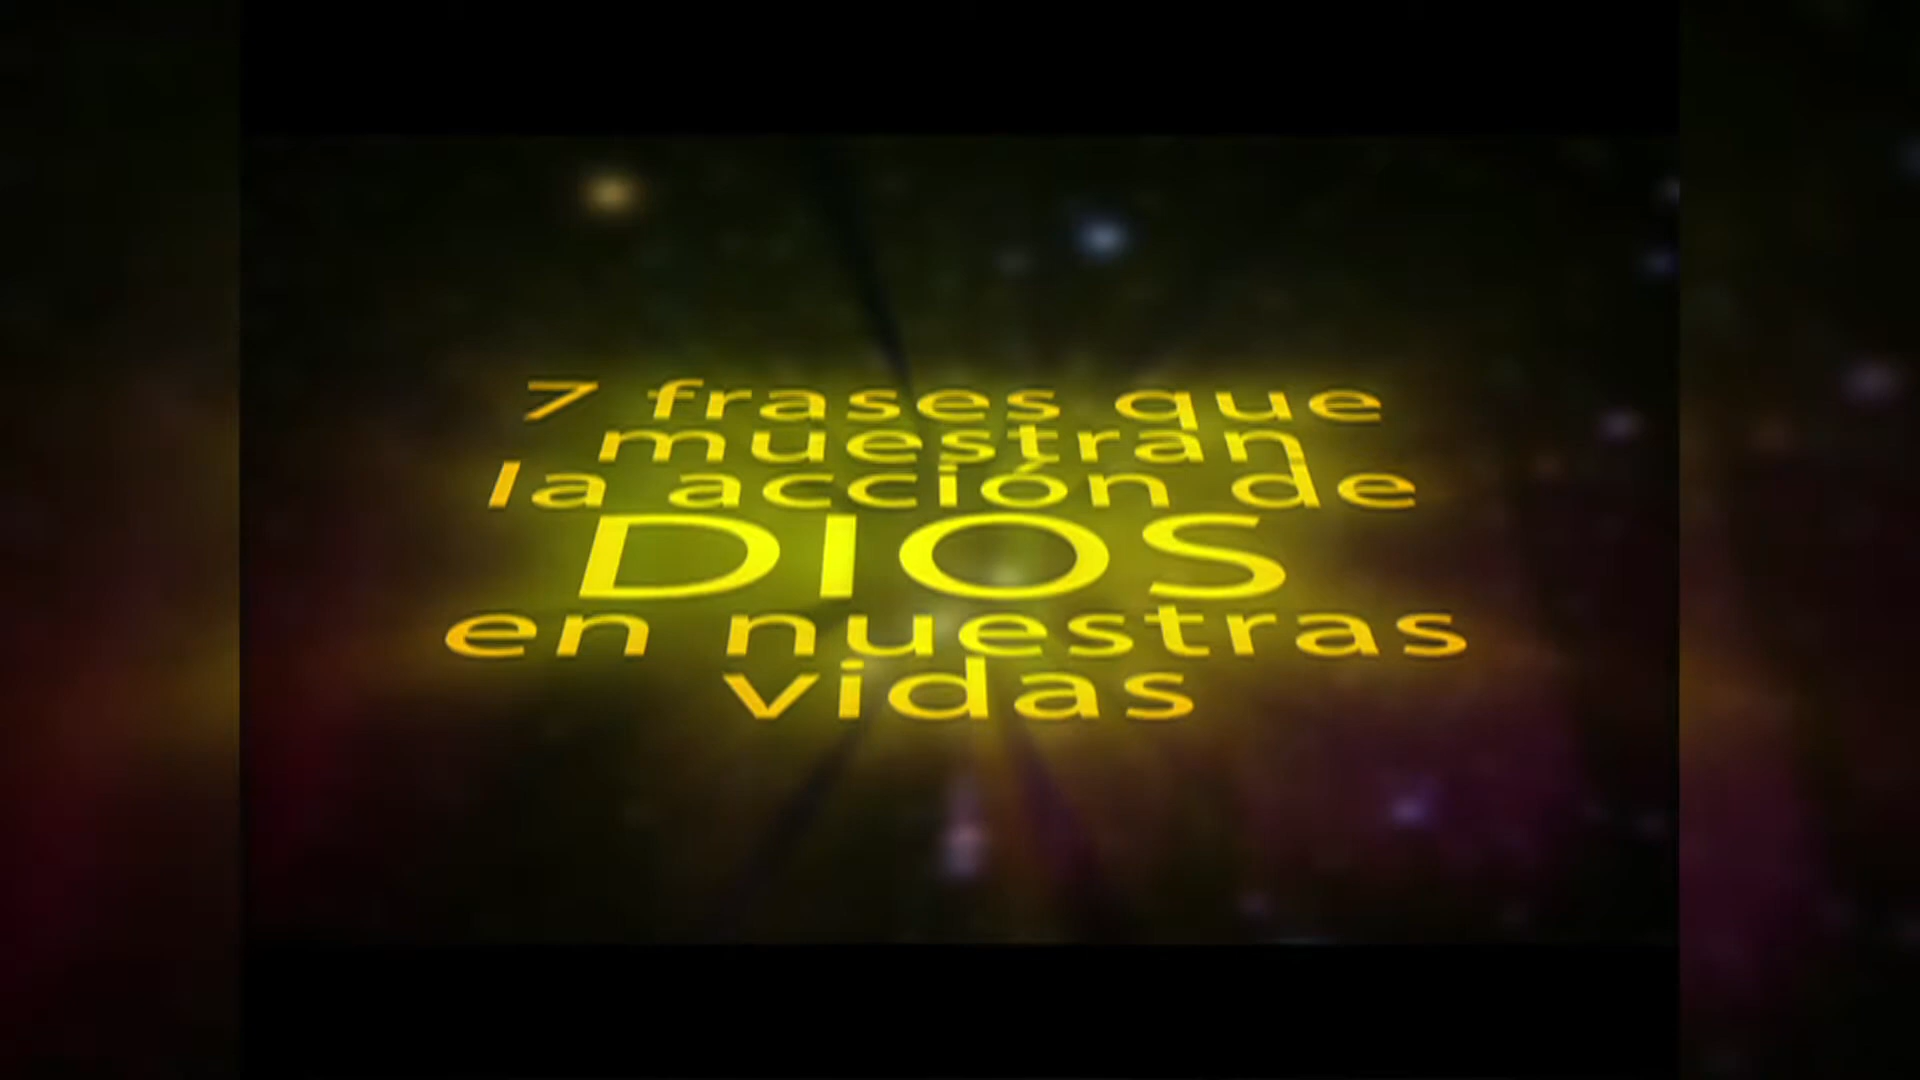 7 frases que
muestran
la acción de
DIOS
en nuestras
vidas